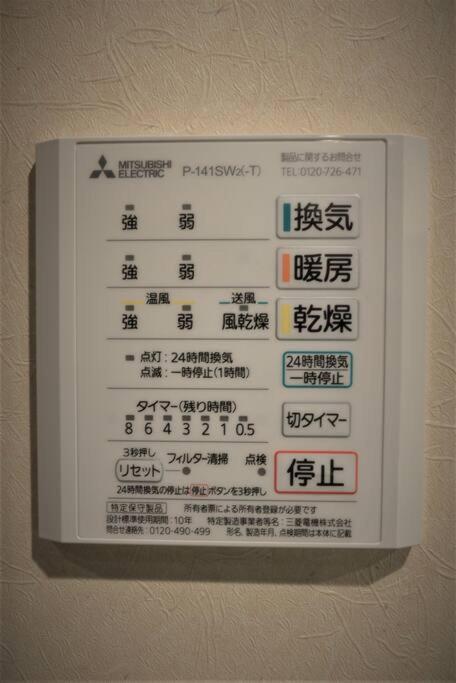 MITSUBISHI ELECTRIC P-141SW2(-T) 製品に関するお問合せ
TEL:0120-726-471
強 弱 換気
強 弱 暖房
温風 送風
強 弱 風乾燥 乾燥
点灯:24時間換気
点滅:一時停止(1時間)
24時間換気
一時停止
タイマー(残り時間)
8 6 4 3 2 1 0.5
切タイマー
3秒押し
リセット フィルター清掃 点検
停止
24時間換気の停止は停止ボタンを3秒押し
特定保守製品 所有者票による所有者登録が必要です
設計標準使用期間:10年 特定製造事業者等名:三菱電機株式会社
問合せ連絡先:0120-490-499 形名、製造年月、点検期間は本体に記載